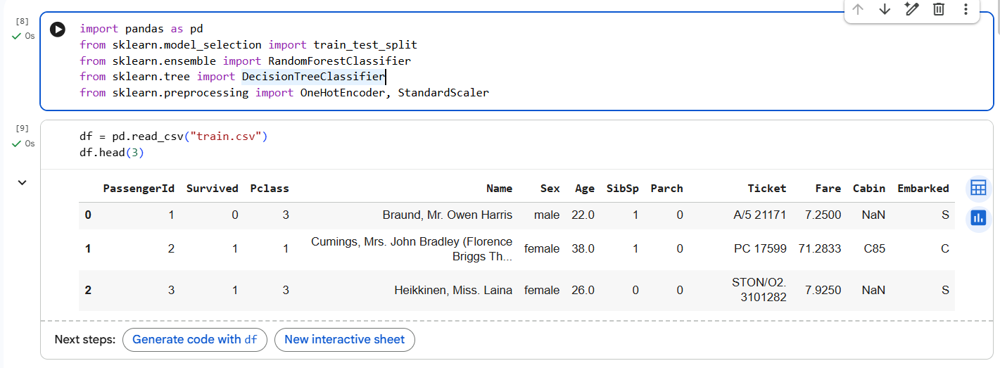 [8]
0s
import pandas as pd
from sklearn.model_selection import train_test_split
from sklearn.ensemble import RandomForestClassifier
from sklearn.tree import DecisionTreeClassifier
from sklearn.preprocessing import OneHotEncoder, StandardScaler
[9]
0s
df = pd.read_csv("train.csv")
df.head(3)
PassengerId Survived Pclass Name Sex Age SibSp Parch Ticket Fare Cabin Embarked
0 1 0 3 Braund, Mr. Owen Harris male 22.0 1 0 A/5 21171 7.2500 NaN S
Cumings, Mrs. John Bradley (Florence
1 2 1 1 Briggs Th... female 38.0 1 0 PC 17599 71.2833 C85 C
2 3 1 3 Heikkinen, Miss. Laina female 26.0 0 0 STON/O2. 7.9250 NaN S
3101282
Next steps: Generate code with df New interactive sheet